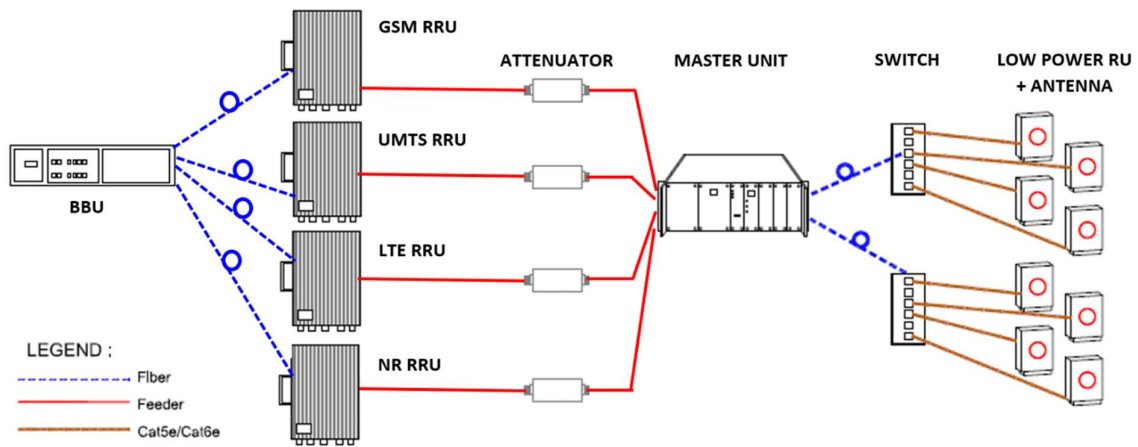 GSM RRU
ATTENUATOR
MASTER UNIT
SWITCH
LOW POWER RU
+ ANTENNA
UMTS RRU
BBU
LTE RRU
NR RRU
LEGEND :
Fiber
Feeder
Cat5e/Cat6e